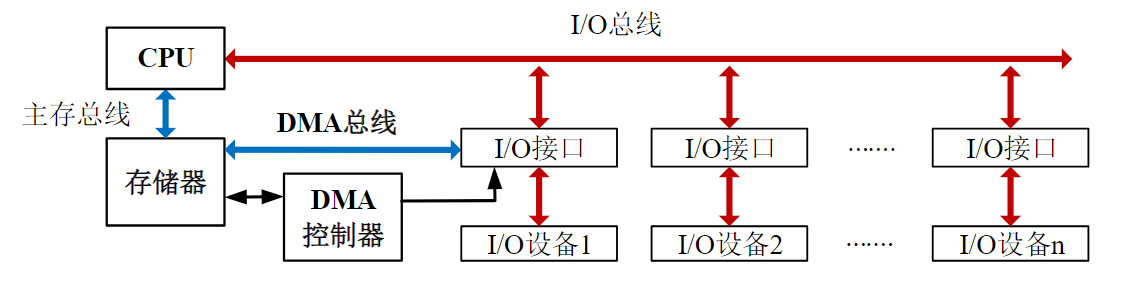 I/O总线
CPU
主存总线
DMA总线
存储器
DMA
控制器
I/O接口
I/O接口
.......
I/O接口
I/O设备1
I/O设备2
.......
I/O设备n